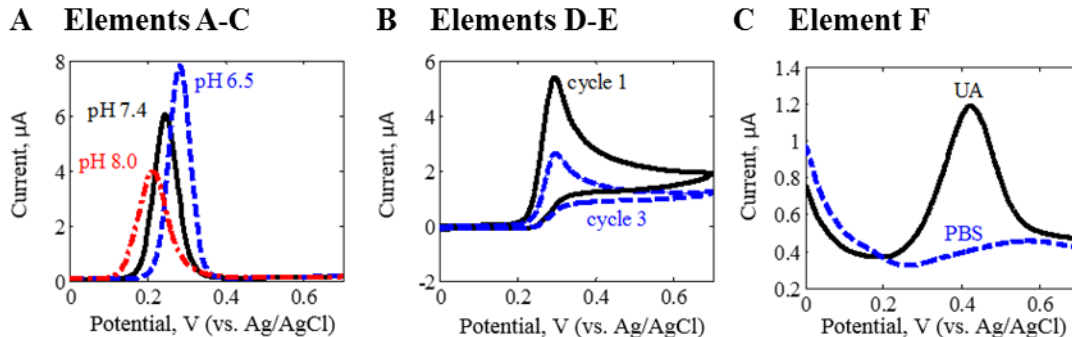 A Elements A-C
B Elements D-E
C Element F
8
6
4
2
0
Current, µA
pH 6.5
pH 7.4
pH 8.0
0
0.2
0.4
0.6
Potential, V (vs. Ag/AgCl)
6
4
2
0
-2
Current, µA
cycle 1
cycle 3
0
0.2
0.4
0.6
Potential, V (vs. Ag/AgCl)
1.4
1.2
1
0.8
0.6
0.4
0.2
Current, µA
UA
PBS
0
0.2
0.4
0.6
Potential, V (vs. Ag/AgCl)